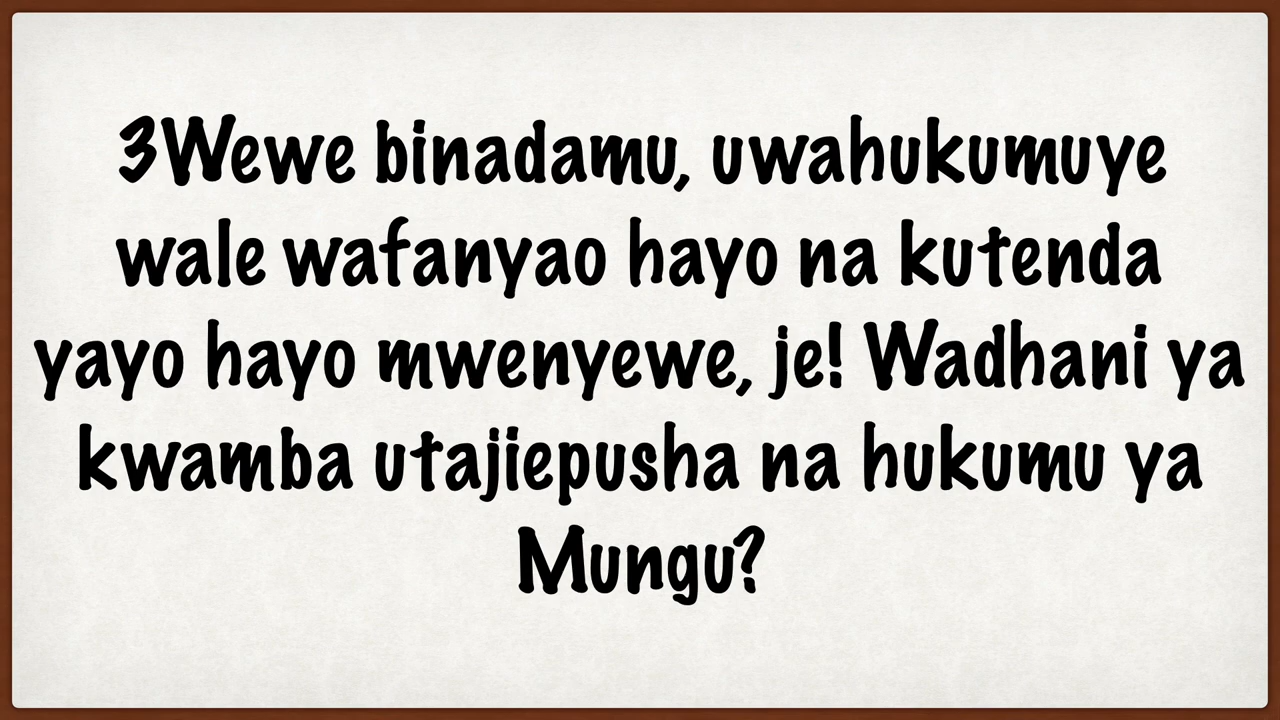 3Wewe binadamu, uwahukumuye
wale wafanyao hayo na kutenda
yayo hayo mwenyewe, je! Wadhani ya
kwamba utajiepusha na hukumu ya
Mungu?